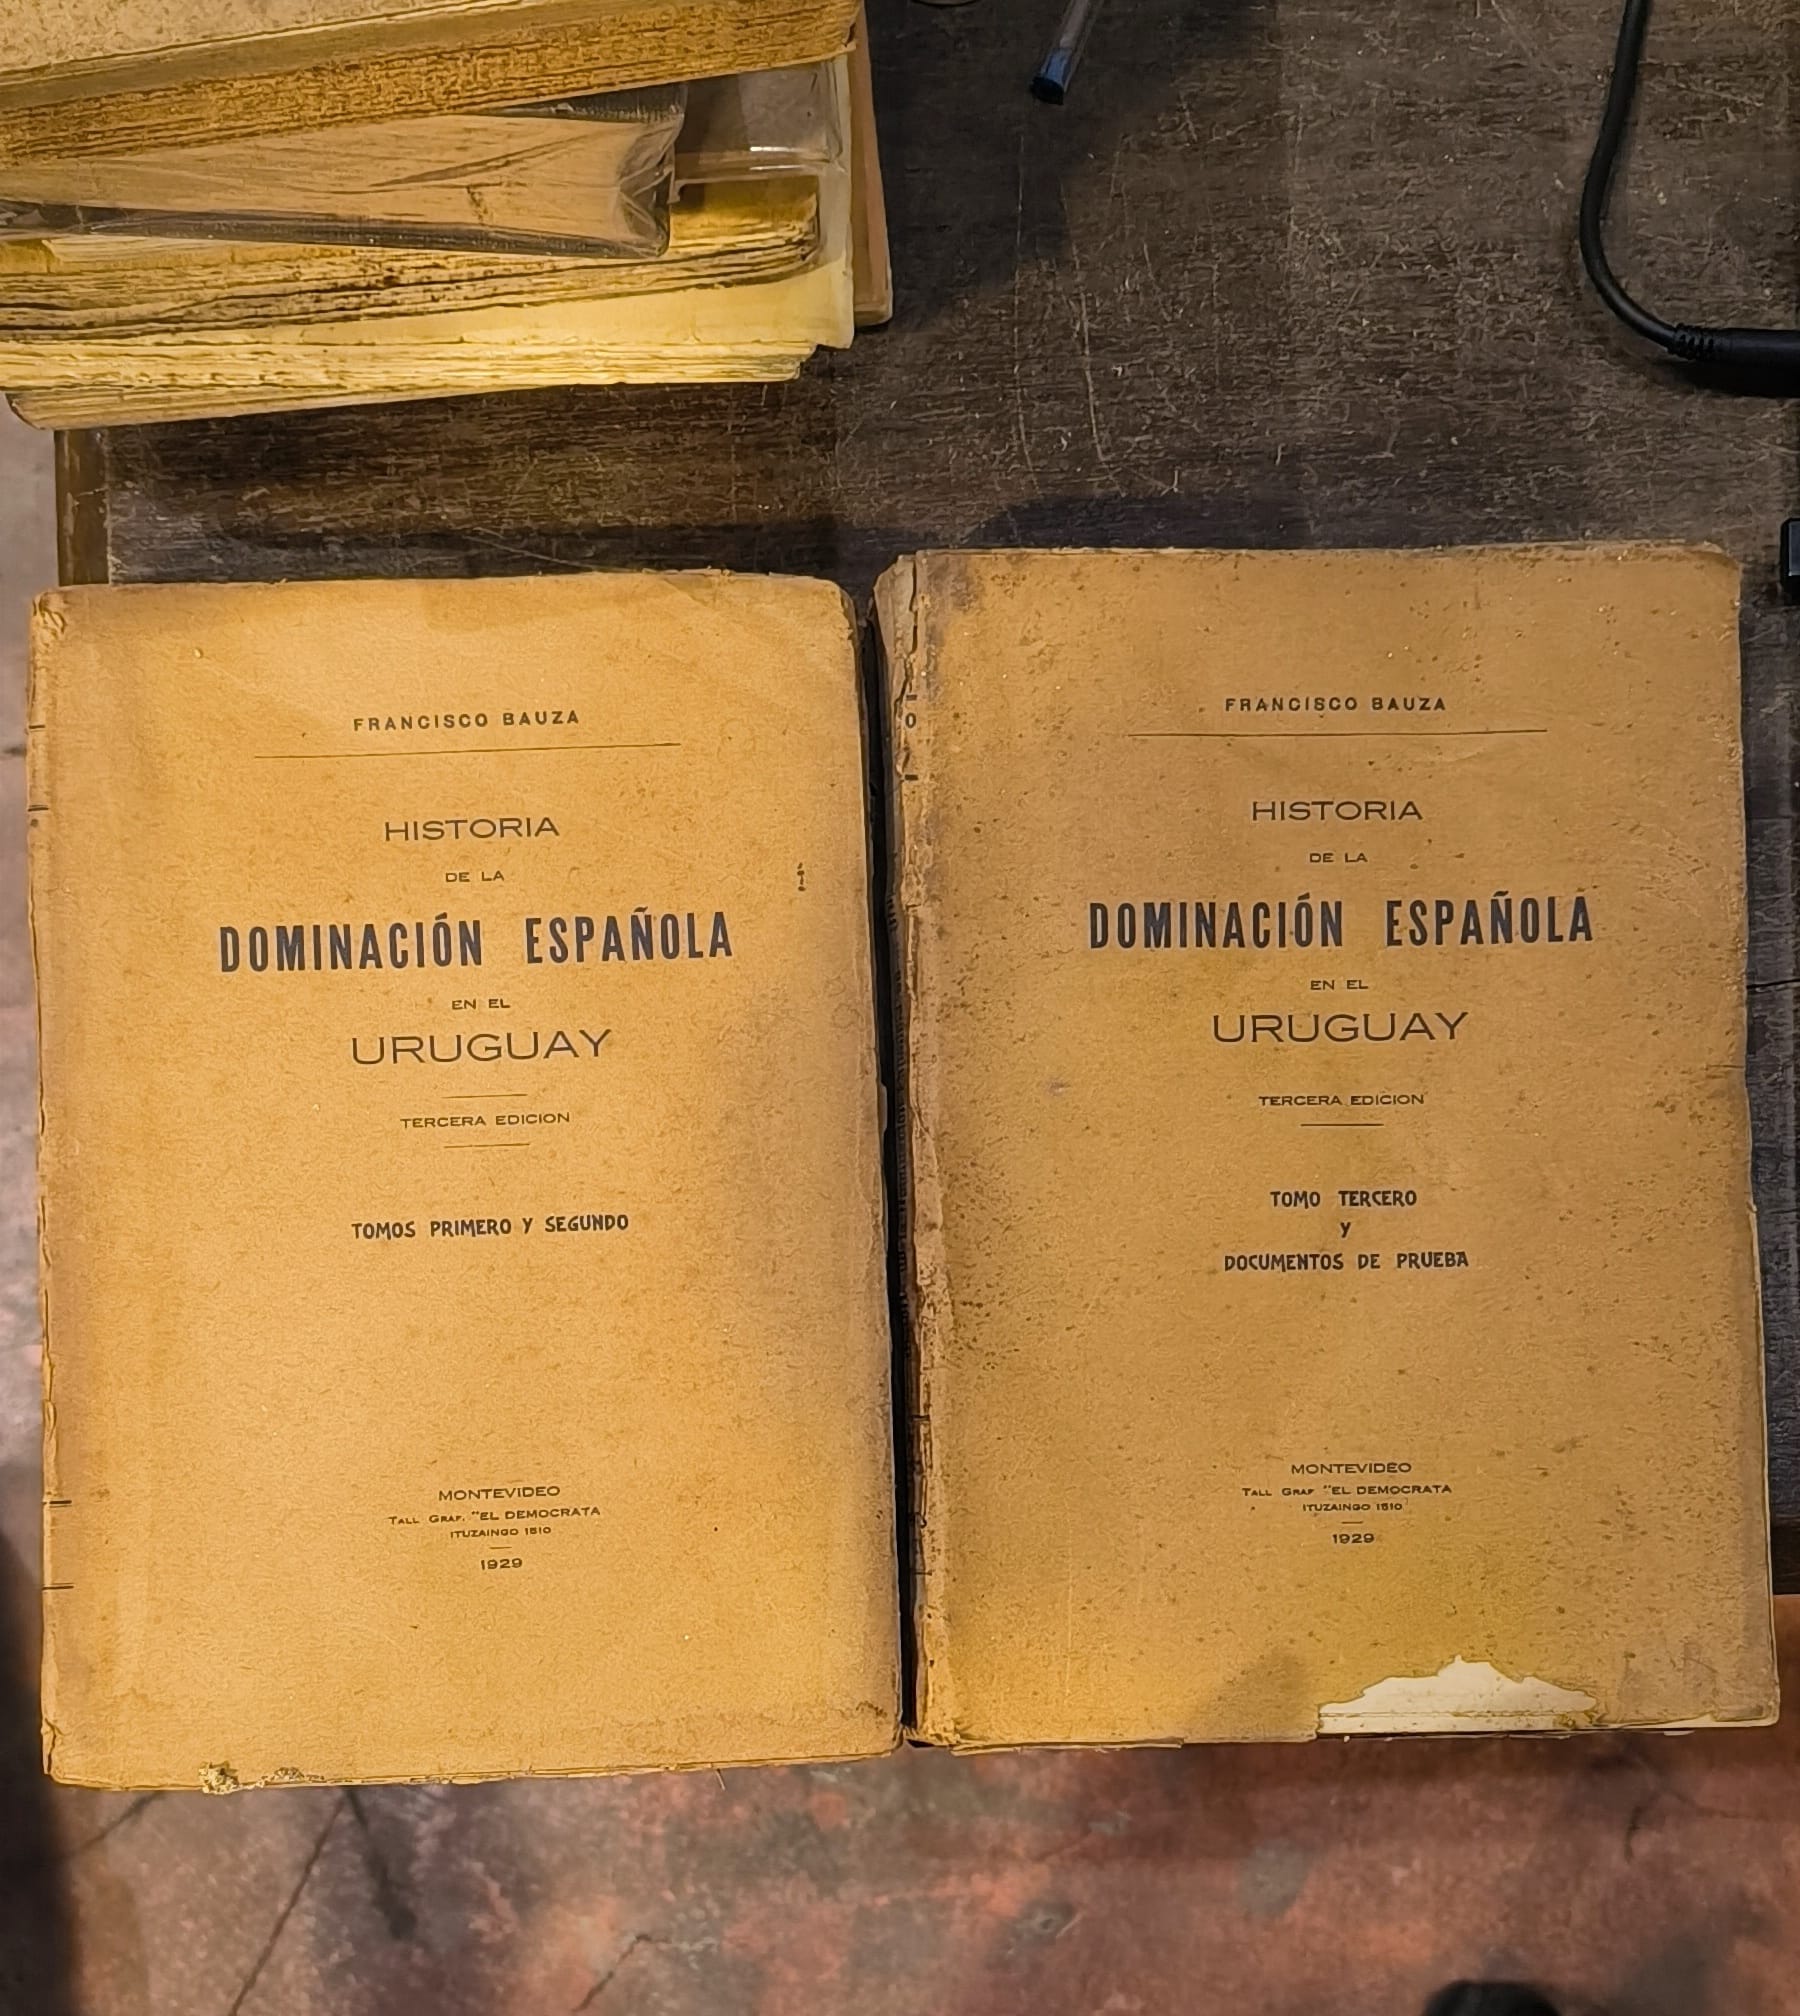 FRANCISCO BAUZA
HISTORIA
DE LA
DOMINACIÓN ESPAÑOLA
EN EL
URUGUAY
TERCERA EDICION
TOMOS PRIMERO Y SEGUNDO
MONTEVIDEO
TALL GRAF. "EL DEMOCRATA
ITUZAINGO 1510
1929
FRANCISCO BAUZA
HISTORIA
DE LA
DOMINACIÓN ESPAÑOLA
EN EL
URUGUAY
TERCERA EDICION
TOMO TERCERO
Y
DOCUMENTOS DE PRUEBA
MONTEVIDEO
TALL GRAF "EL DEMOCRATA
ITUZAINGO 1510
1929